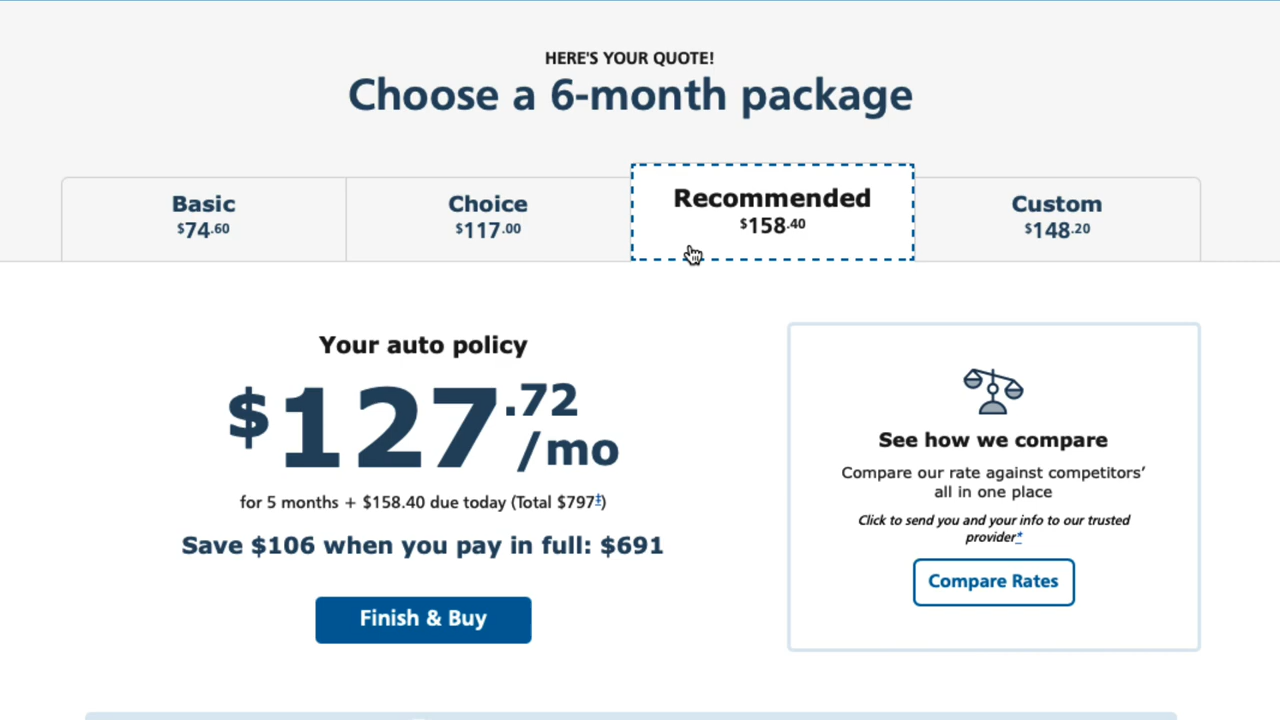 HERE'S YOUR QUOTE!
Choose a 6-month package
Basic
$74.60
Choice
$117.00
Recommended
$158.40
Custom
$148.20
Your auto policy
$127.72/mo
for 5 months + $158.40 due today (Total $797‡)
Save $106 when you pay in full: $691
Finish & Buy
See how we compare
Compare our rate against competitors’
all in one place
Click to send you and your info to our trusted
provider*
Compare Rates